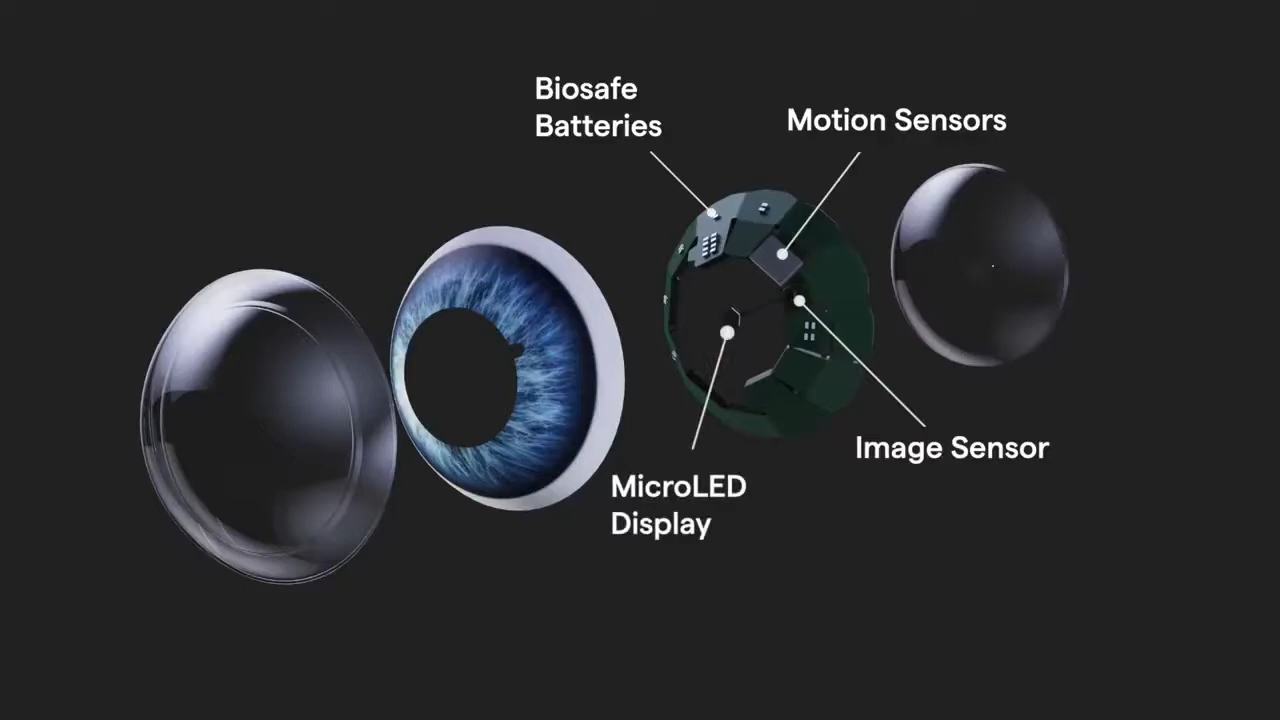 Biosafe
Batteries
Motion Sensors
Image Sensor
MicroLED
Display